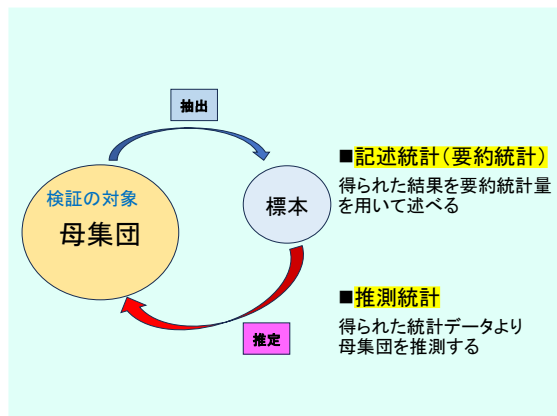 抽出
検証の対象
母集団
標本
■記述統計(要約統計)
得られた結果を要約統計量
を用いて述べる
■推測統計
得られた統計データより
母集団を推測する
推定